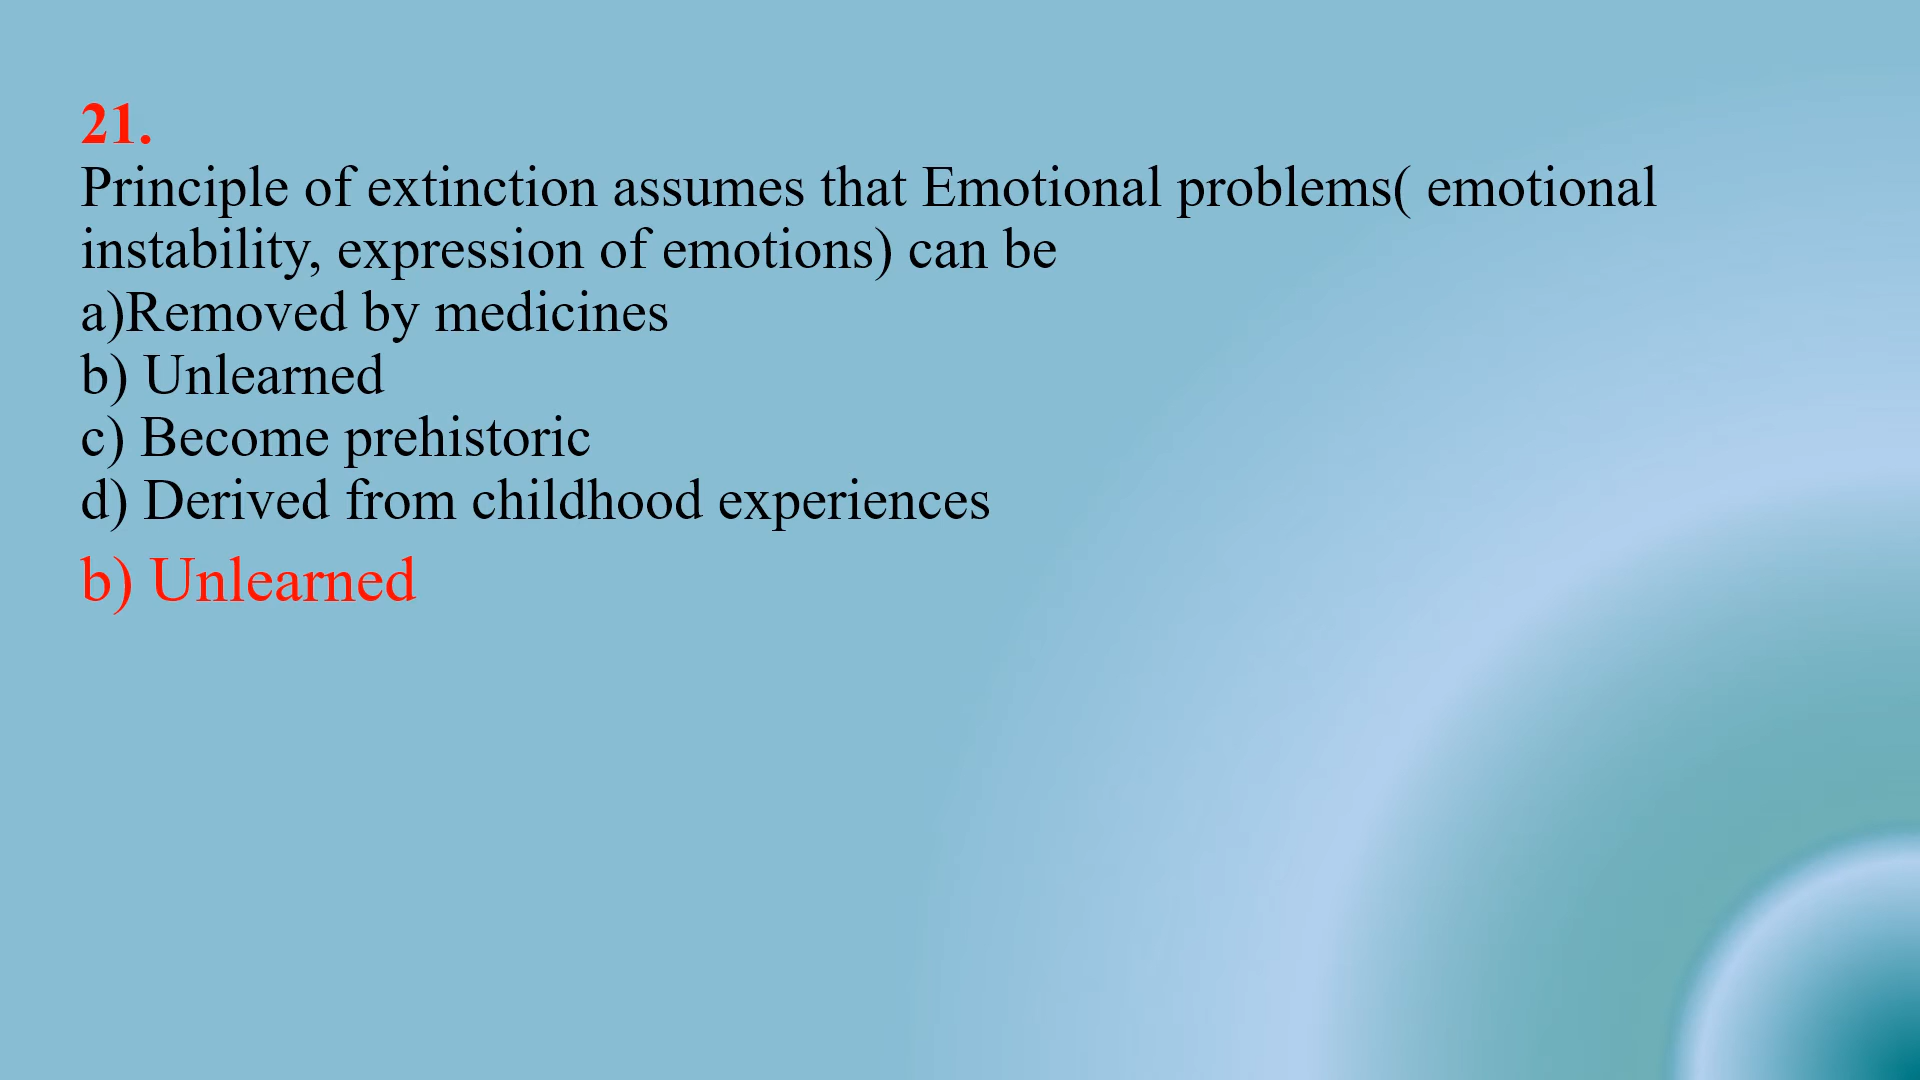 21.
Principle of extinction assumes that Emotional problems( emotional
instability, expression of emotions) can be
a)Removed by medicines
b) Unlearned
c) Become prehistoric
d) Derived from childhood experiences
b) Unlearned